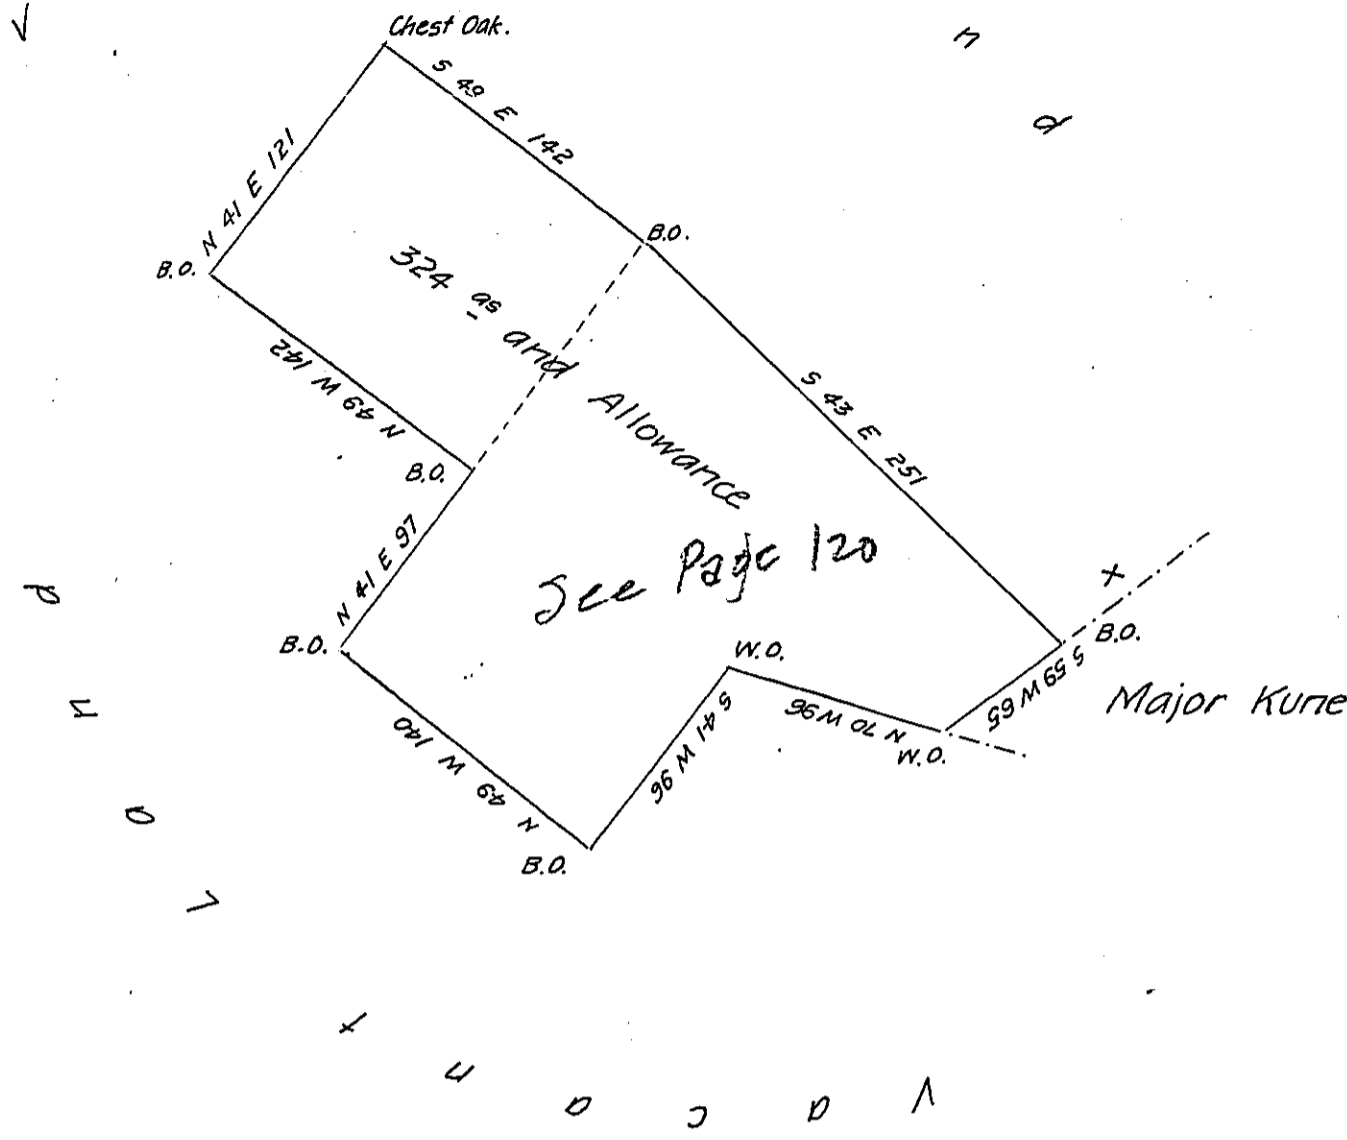 Chest Oak.
S 49 E 142
N 41 E 121
B.O.
B.O.
324 as and Allowance
N 49 W 142
S 43 E 251
B.O.
N 41 E 97
See Page 120
X
B.O.
B.O.
W.O.
S 59 W 65
Major Kune
N 70 W 96
W.O.
S 41 W 96
N 49 W 140
B.O.
Vacant Land
V
n
d